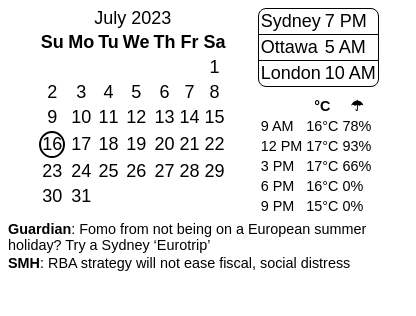 July 2023
Su Mo Tu We Th Fr Sa
1
2 3 4 5 6 7 8
9 10 11 12 13 14 15
16 17 18 19 20 21 22
23 24 25 26 27 28 29
30 31
Sydney 7 PM
Ottawa 5 AM
London 10 AM
°C ☂
9 AM 16°C 78%
12 PM 17°C 93%
3 PM 17°C 66%
6 PM 16°C 0%
9 PM 15°C 0%
Guardian: Fomo from not being on a European summer
holiday? Try a Sydney ‘Eurotrip’
SMH: RBA strategy will not ease fiscal, social distress